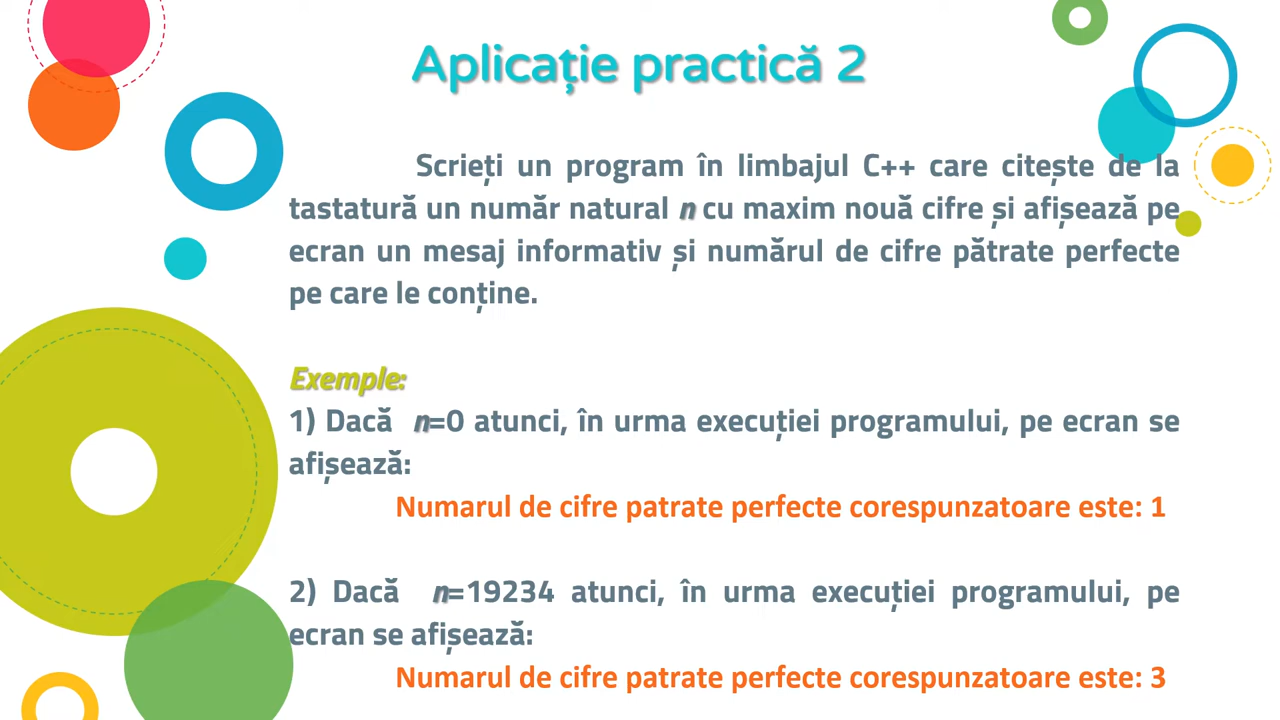 Aplicație practică 2
Scrieți un program în limbajul C++ care citește de la
tastatură un număr natural n cu maxim nouă cifre și afișează pe
ecran un mesaj informativ și numărul de cifre pătrate perfecte
pe care le conține.
Exemple:
1) Dacă n=0 atunci, în urma execuției programului, pe ecran se
afișează:
Numarul de cifre patrate perfecte corespunzatoare este: 1
2) Dacă n=19234 atunci, în urma execuției programului, pe
ecran se afișează:
Numarul de cifre patrate perfecte corespunzatoare este: 3